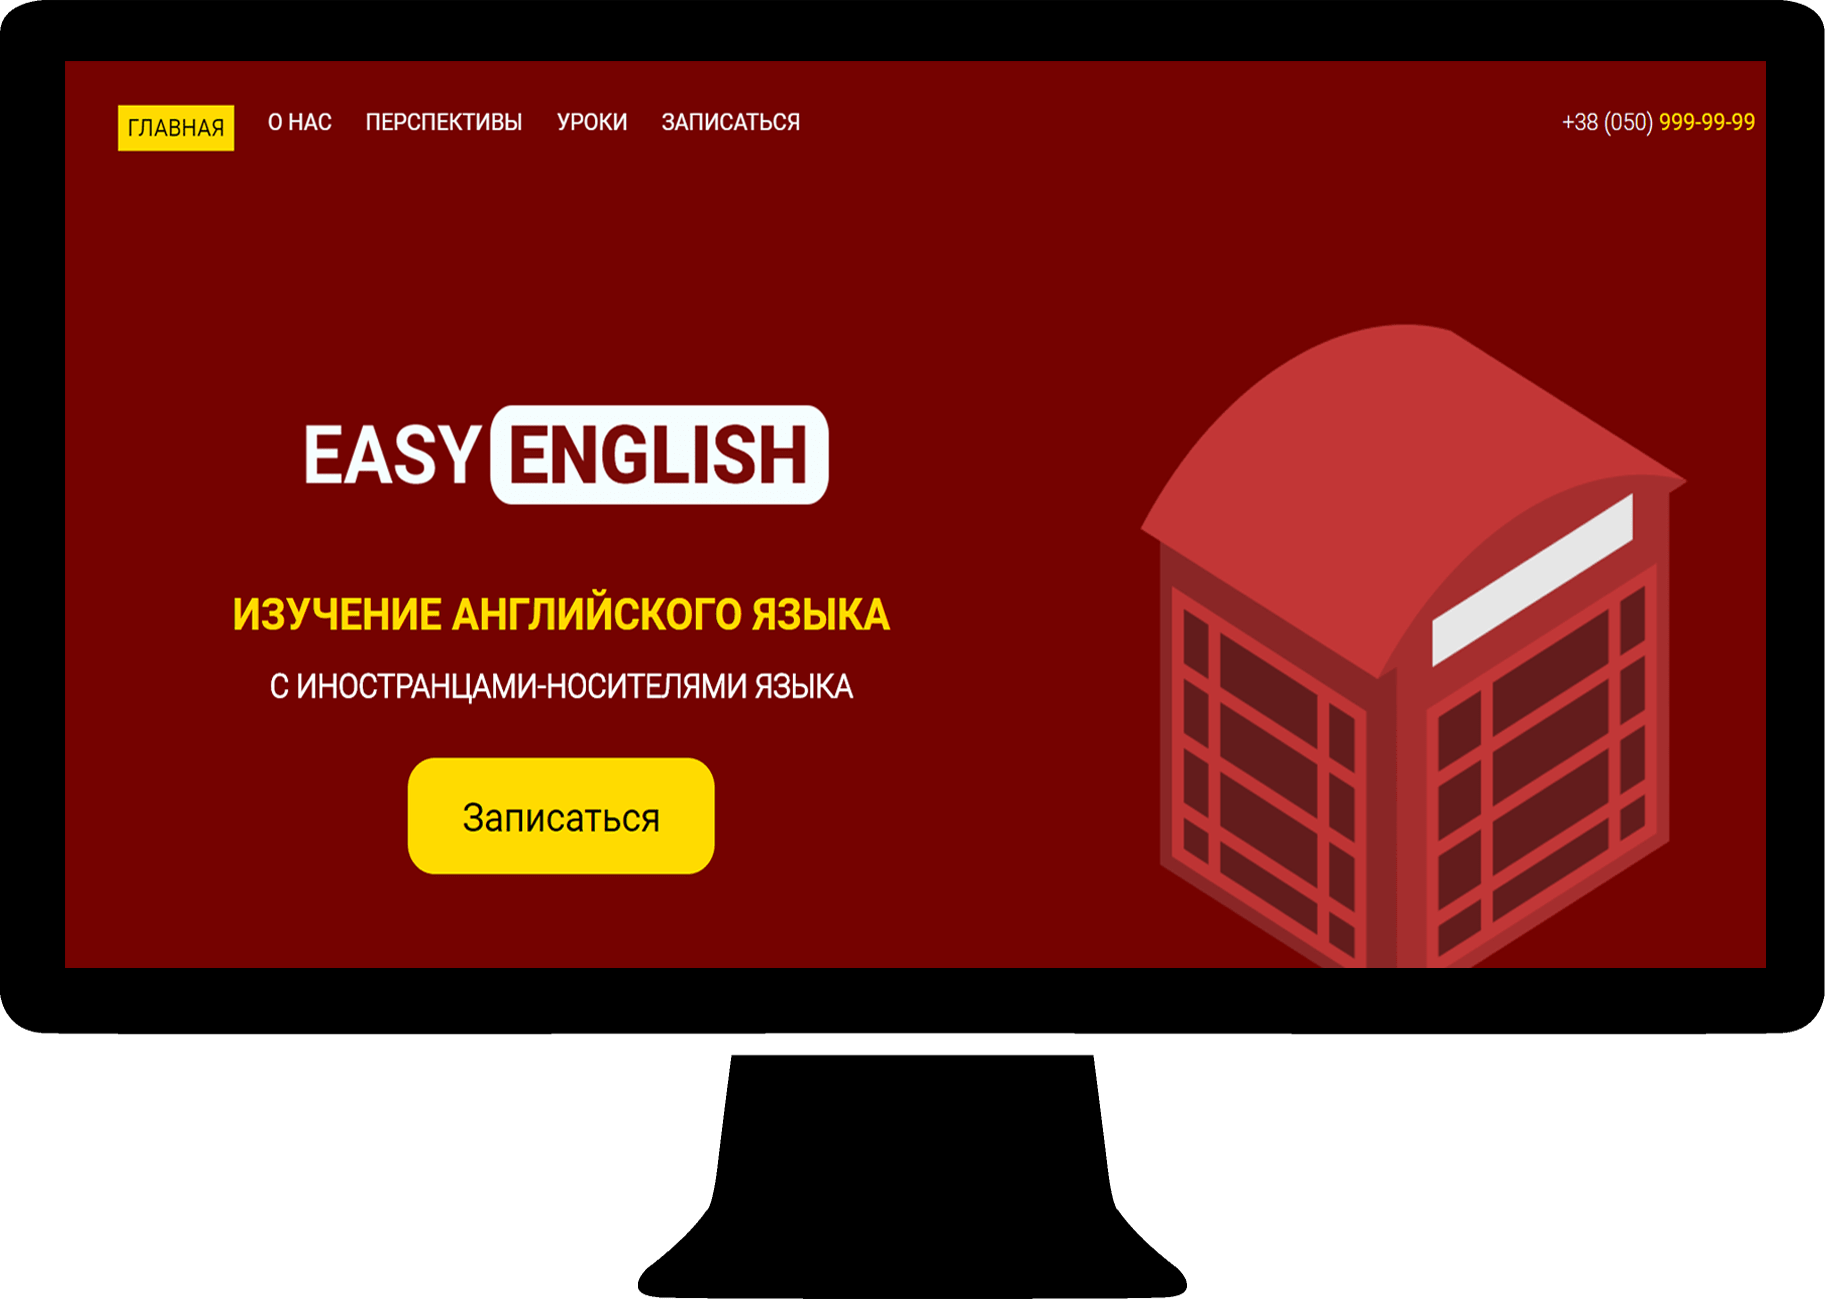 ГЛАВНАЯ О НАС ПЕРСПЕКТИВЫ УРОКИ ЗАПИСАТЬСЯ +38 (050) 999-99-99
EASY ENGLISH
ИЗУЧЕНИЕ АНГЛИЙСКОГО ЯЗЫКА
С ИНОСТРАНЦАМИ-НОСИТЕЛЯМИ ЯЗЫКА
Записаться